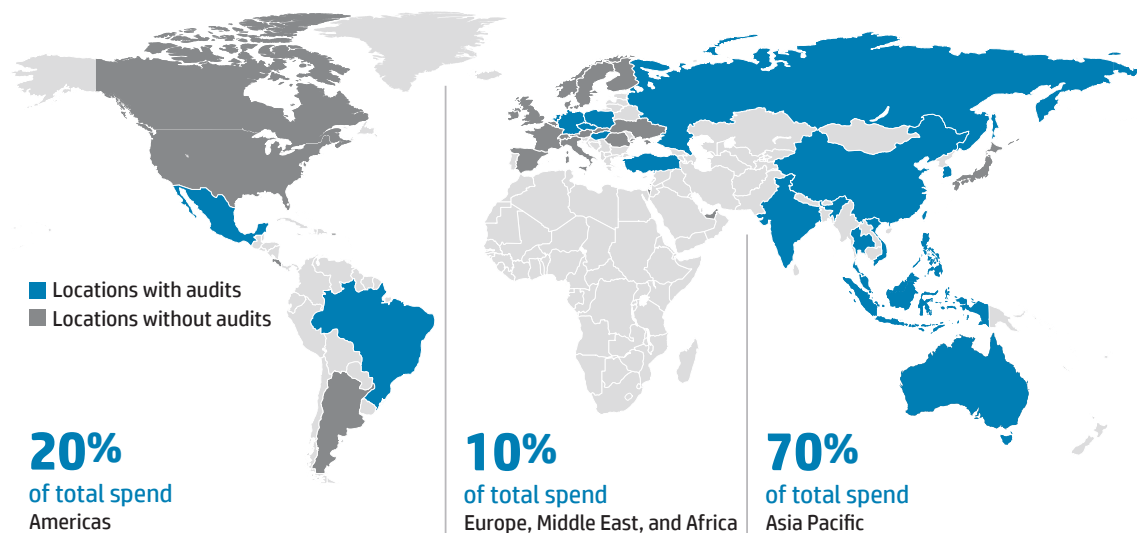 Locations with audits
Locations without audits
20%
of total spend
Americas
10%
of total spend
Europe, Middle East, and Africa
70%
of total spend
Asia Pacific